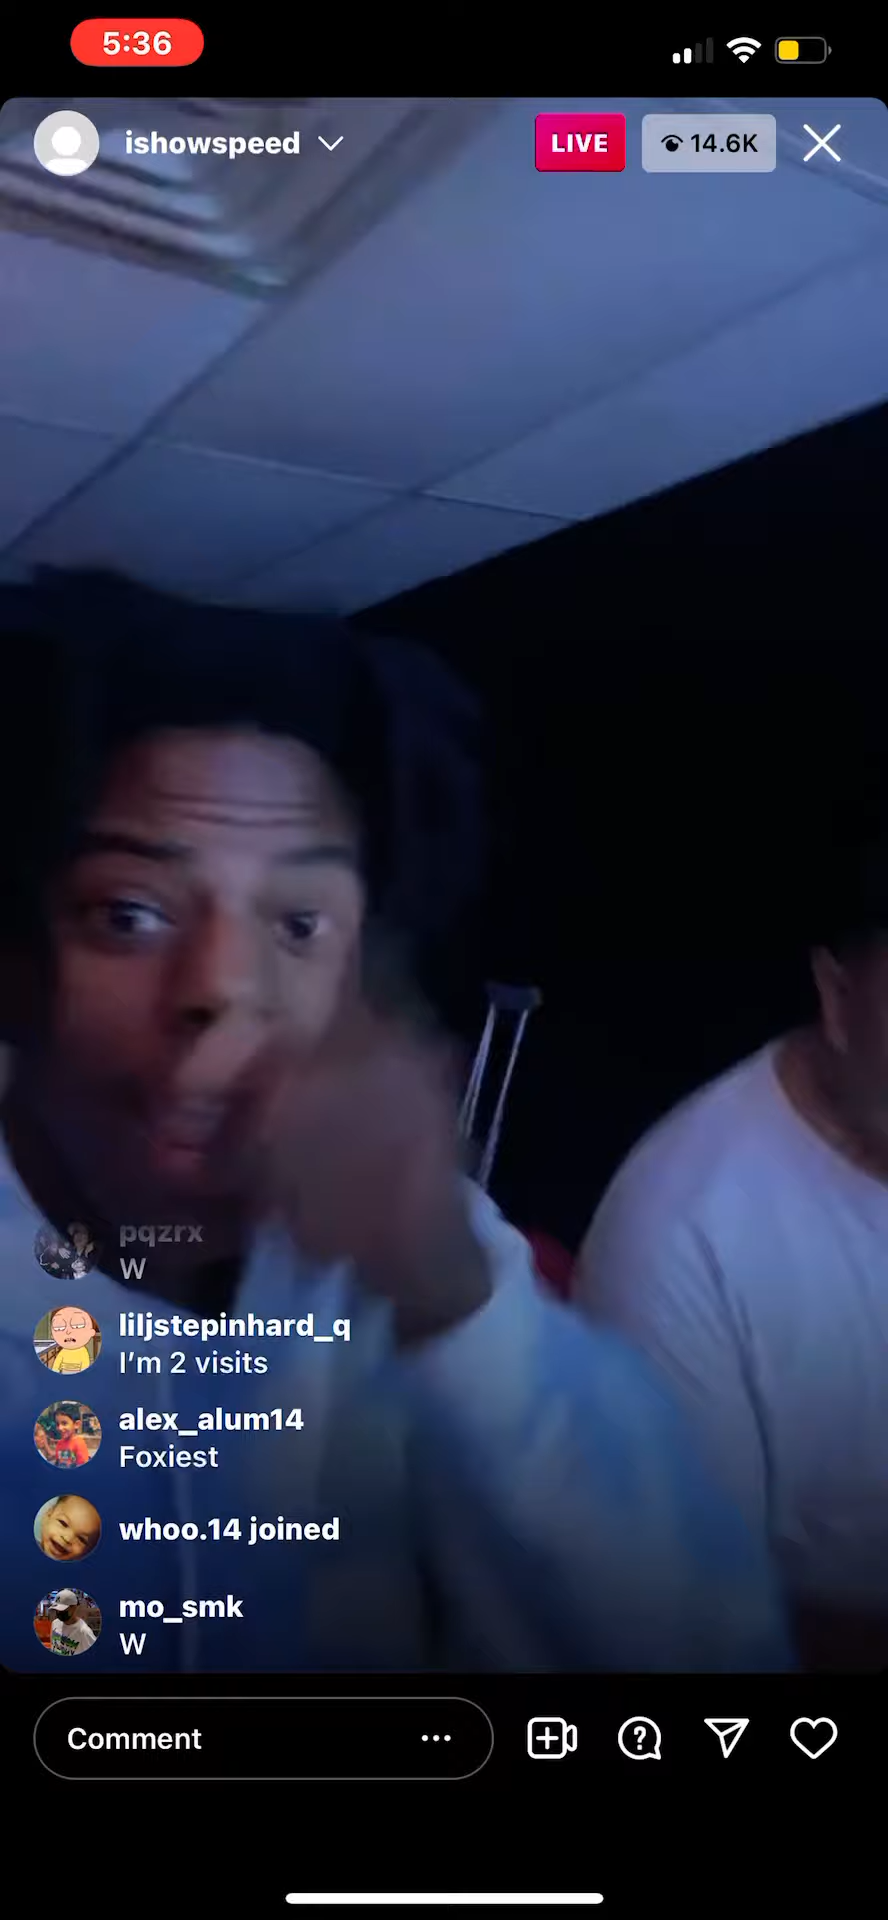 5:36
ishowspeed
LIVE
14.6K
pqzrx
W
liljstepinhard_q
I'm 2 visits
alex_alum14
Foxiest
whoo.14 joined
mo_smk
W
Comment